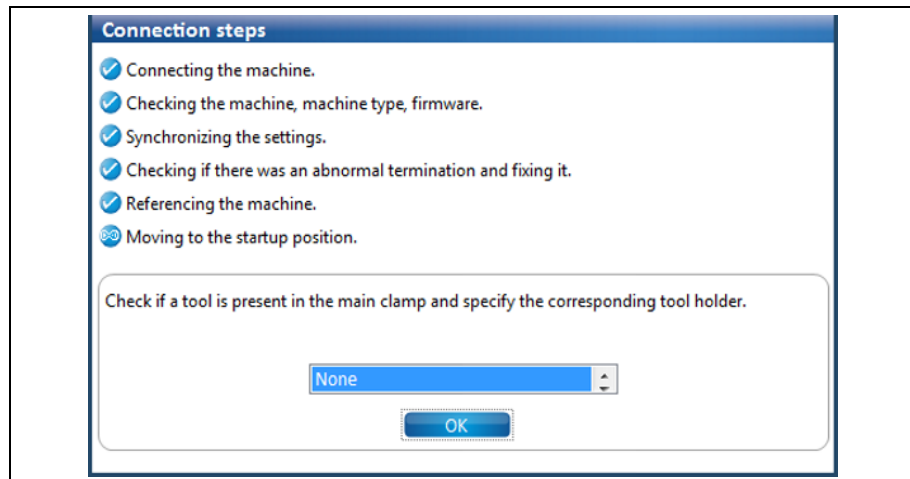 Connection steps
Connecting the machine.
Checking the machine, machine type, firmware.
Synchronizing the settings.
Checking if there was an abnormal termination and fixing it.
Referencing the machine.
Moving to the startup position.
Check if a tool is present in the main clamp and specify the corresponding tool holder.
None
OK